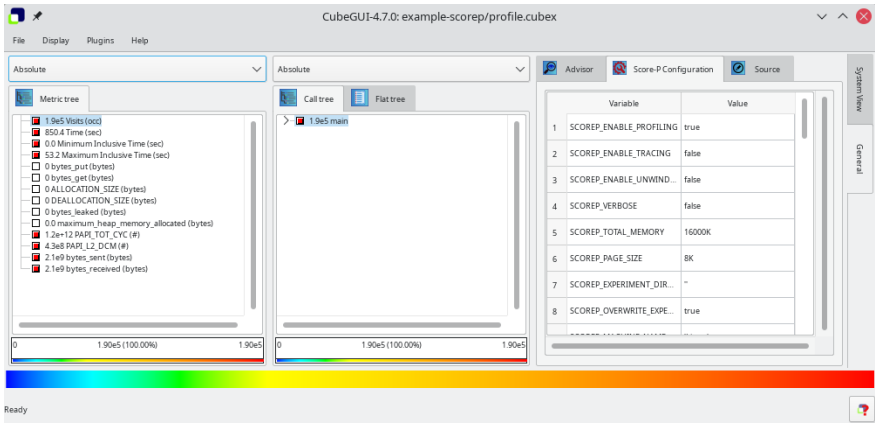 CubeGUI-4.7.0: example-scorep/profile.cubex
File Display Plugins Help
Absolute
Metric tree
1.9e5 Visits (occ)
850.4 Time (sec)
0.0 Minimum Inclusive Time (sec)
53.2 Maximum Inclusive Time (sec)
0 bytes_put (bytes)
0 bytes_get (bytes)
0 ALLOCATION_SIZE (bytes)
0 DEALLOCATION_SIZE (bytes)
0 bytes_leaked (bytes)
0.0 maximum_heap_memory_allocated (bytes)
1.2e+12 PAPI_TOT_CYC (#)
4.3e8 PAPI_L2_DCM (#)
2.1e9 bytes_sent (bytes)
2.1e9 bytes_received (bytes)
0 1.90e5 (100.00%) 1.90e5
Absolute
Call tree Flat tree
1.9e5 main
0 1.90e5 (100.00%) 1.90e5
Advisor Score-P Configuration Source
Variable Value
1 SCOREP_ENABLE_PROFILING true
2 SCOREP_ENABLE_TRACING false
3 SCOREP_ENABLE_UNWIND... false
4 SCOREP_VERBOSE false
5 SCOREP_TOTAL_MEMORY 16000K
6 SCOREP_PAGE_SIZE 8K
7 SCOREP_EXPERIMENT_DIR... ''
8 SCOREP_OVERWRITE_EXPE... true
System View
General
Ready